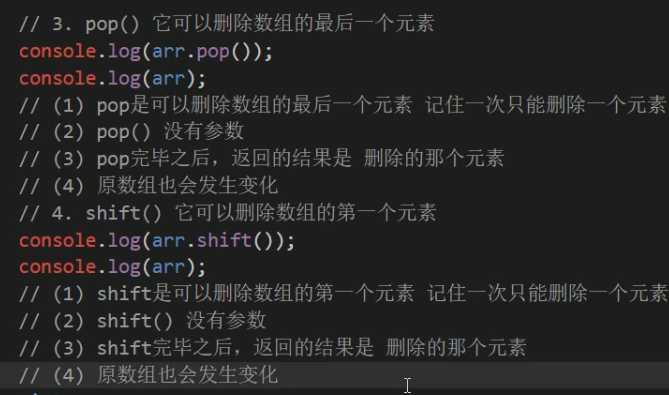 // 3. pop() 它可以删除数组的最后一个元素
console.log(arr.pop());
console.log(arr);
// (1) pop是可以删除数组的最后一个元素 记住一次只能删除一个元素
// (2) pop() 没有参数
// (3) pop完毕之后，返回的结果是 删除的那个元素
// (4) 原数组也会发生变化
// 4. shift() 它可以删除数组的第一个元素
console.log(arr.shift());
console.log(arr);
// (1) shift是可以删除数组的第一个元素 记住一次只能删除一个元素
// (2) shift() 没有参数
// (3) shift完毕之后，返回的结果是 删除的那个元素
// (4) 原数组也会发生变化